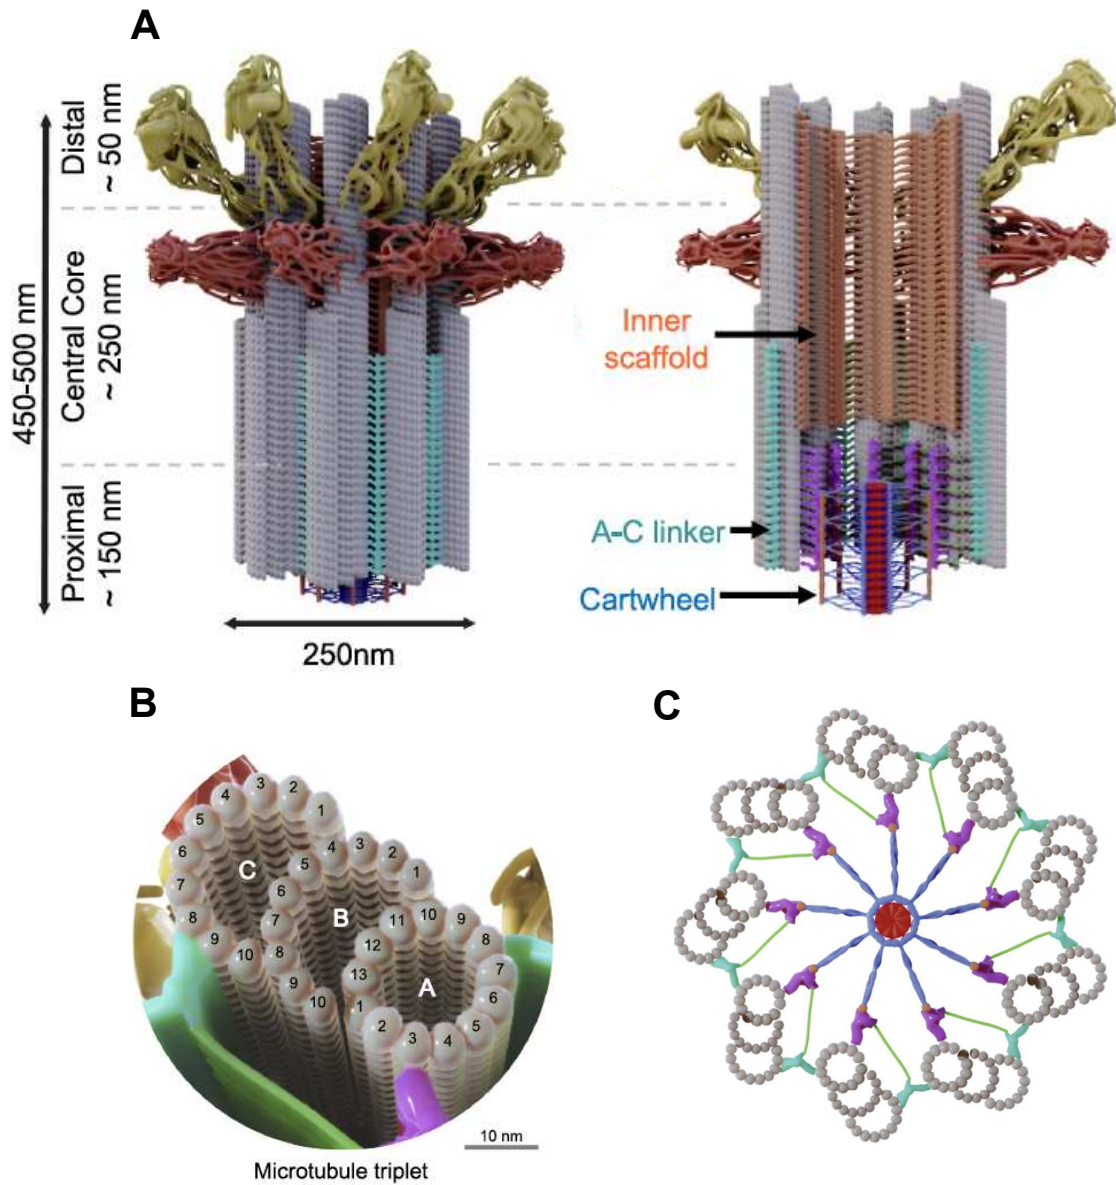 A
Distal
~ 50 nm
Central Core
~ 250 nm
Proximal
~ 150 nm
450-500 nm
250nm
Inner
scaffold
A-C linker
Cartwheel
B
C
1
2
3
4
5
6
7
8
9
10
B
1
2
3
4
5
6
7
8
9
10
A
1
2
3
4
5
6
7
8
9
10
11
12
13
10 nm
Microtubule triplet
C